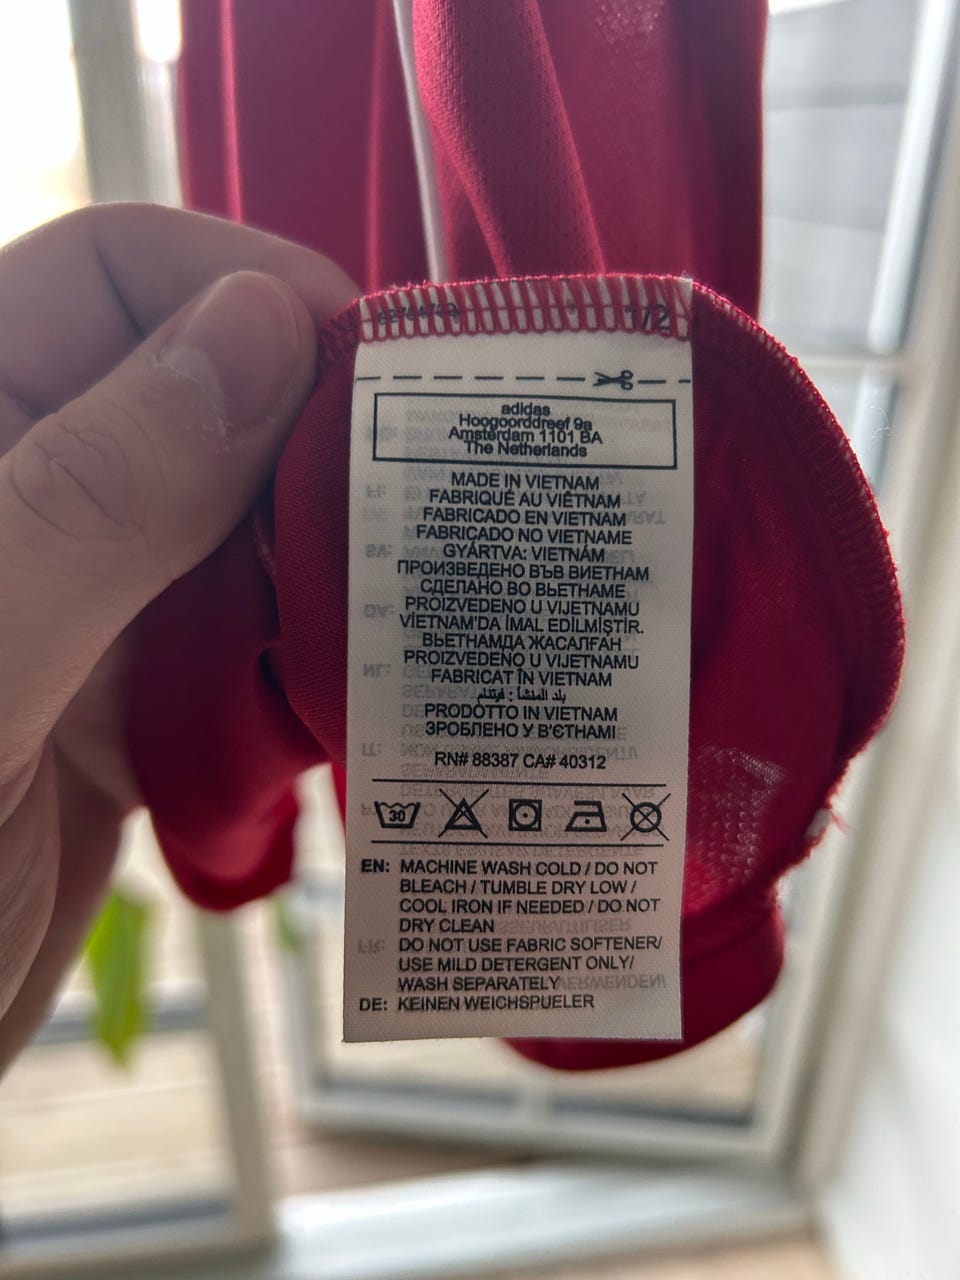 1/2
adidas
Hoogoorddreef 9a
Amsterdam 1101 BA
The Netherlands
MADE IN VIETNAM
FABRIQUÉ AU VIÊTNAM
FABRICADO EN VIETNAM
FABRICADO NO VIETNAME
GYÁRTVA: VIETNÁM
ПРОИЗВЕДЕНО ВЪВ ВИЕТНАМ
СДЕЛАНО ВО ВЬЕТНАМЕ
PROIZVEDENO U VIJETNAMU
VİETNAM'DA İMAL EDİLMİŞTİR.
ВЬЕТНАМДА ЖАСАЛҒАН
PROIZVEDENO U VIJETNAMU
FABRICAT ÎN VIETNAM
بلد المنشأ : فيتنام
PRODOTTO IN VIETNAM
ЗРОБЛЕНО У В'ЄТНАМІ
RN# 88387 CA# 40312
30
EN: MACHINE WASH COLD / DO NOT
BLEACH / TUMBLE DRY LOW /
COOL IRON IF NEEDED / DO NOT
DRY CLEAN
DO NOT USE FABRIC SOFTENER/
USE MILD DETERGENT ONLY/
WASH SEPARATELY
DE: KEINEN WEICHSPUELER